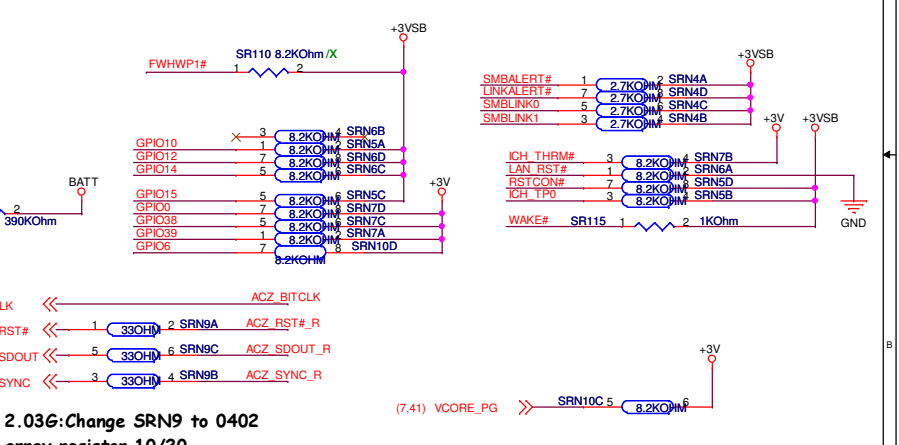 +3VSB
SR110 8.2KOhm /X
FWHWP1# 1 2
+3VSB
SMBALERT# 1 2.7KOHM 2 SRN4A
LINKALERT# 7 2.7KOHM 8 SRN4D
SMBLINK0 5 2.7KOHM 6 SRN4C
SMBLINK1 3 2.7KOHM 4 SRN4B
+3V +3VSB
3 8.2KOHM 4 SRN6B
GPIO10 1 8.2KOHM 2 SRN5A
GPIO12 7 8.2KOHM 8 SRN6D
GPIO14 5 8.2KOHM 6 SRN6C
ICH_THRM# 3 8.2KOHM 4 SRN7B
LAN_RST# 1 8.2KOHM 2 SRN6A
RSTCON# 7 8.2KOHM 8 SRN5D
ICH_TP0 3 8.2KOHM 4 SRN5B
GND
BATT
2
390KOhm
+3V
GPIO15 5 8.2KOHM 6 SRN5C
GPIO0 7 8.2KOHM 8 SRN7D
GPIO38 5 8.2KOHM 6 SRN7C
GPIO39 1 8.2KOHM 2 SRN7A
GPIO6 7 8 SRN10D
8.2KOHM
WAKE# SR115 1 2 1KOhm
LK ACZ_BITCLK
RST# 1 33OHM 2 SRN9A ACZ_RST#_R
SDOUT 5 33OHM 6 SRN9C ACZ_SDOUT_R
SYNC 3 33OHM 4 SRN9B ACZ_SYNC_R
B
+3V
(7,41) VCORE_PG SRN10C 5 8.2KOHM 6
2.03G:Change SRN9 to 0402